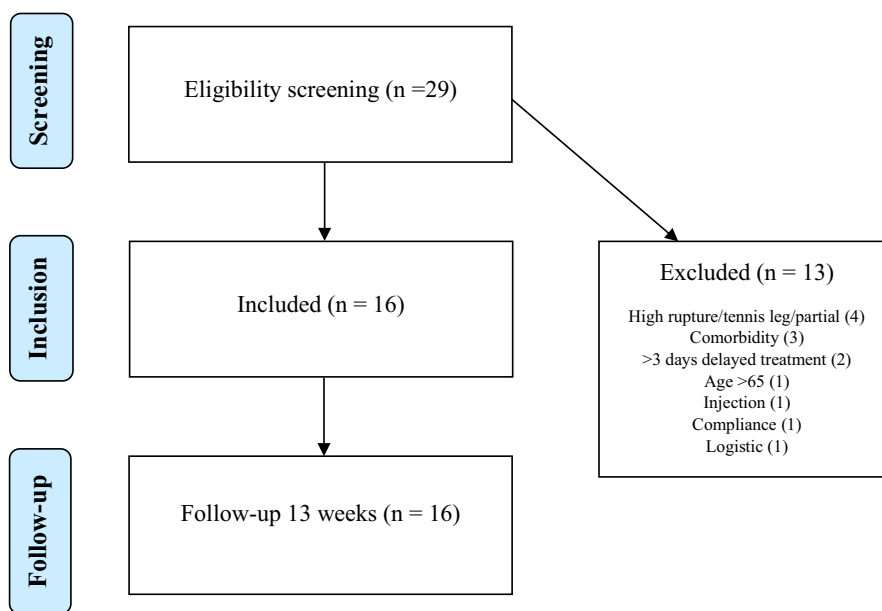 Screening
Eligibility screening (n =29)
Inclusion
Included (n = 16)
Excluded (n = 13)
High rupture/tennis leg/partial (4)
Comorbidity (3)
>3 days delayed treatment (2)
Age >65 (1)
Injection (1)
Compliance (1)
Logistic (1)
Follow-up
Follow-up 13 weeks (n = 16)